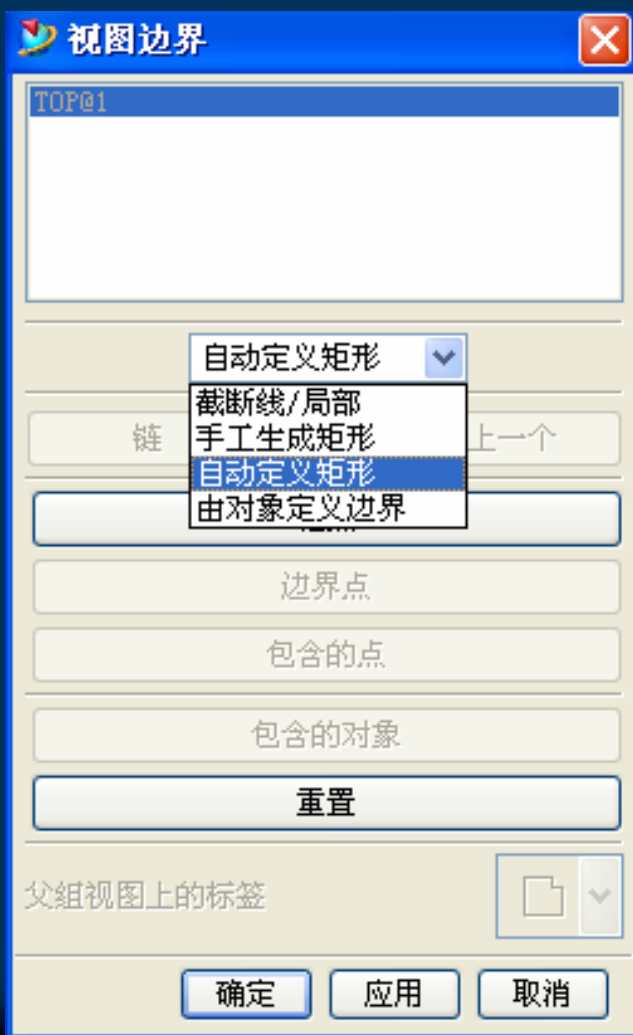 视图边界
TOP@1
自动定义矩形
截断线/局部
手工生成矩形
自动定义矩形
由对象定义边界
链
上一个
边界点
包含的点
包含的对象
重置
父组视图上的标签
确定 应用 取消